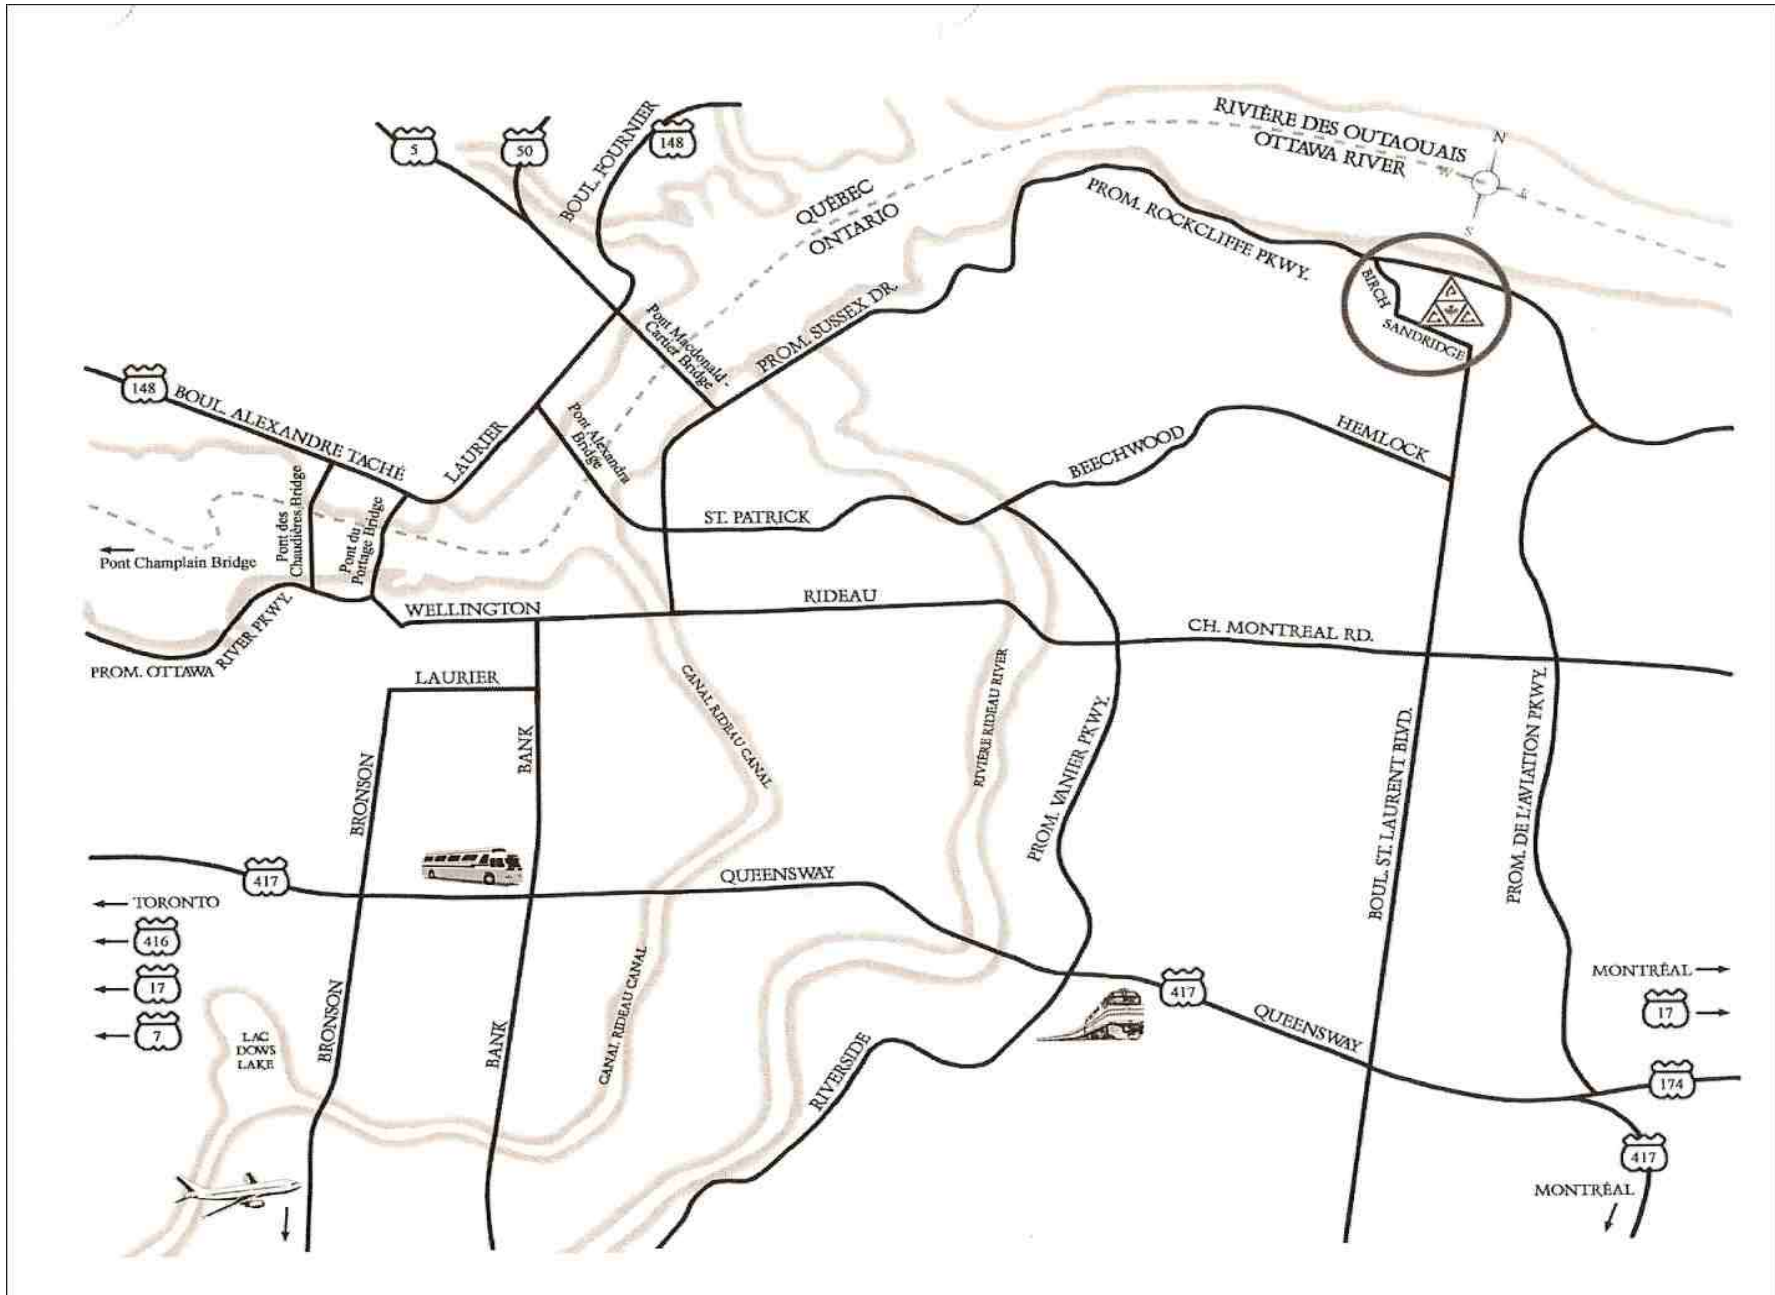 RIVIÈRE DES OUTAOUAIS
OTTAWA RIVER
N
W
E
S
5
50
BOUL. FOURNIER
148
QUÉBEC
ONTARIO
PROM. ROCKCLIFFE PKWY.
BIRCH
SANDRIDGE
PROM. SUSSEX DR.
Pont Macdonald -
Cartier Bridge
148
BOUL. ALEXANDRE TACHÉ
LAURIER
Pont Alexandra
Bridge
BEECHWOOD
HEMLOCK
Pont des
Chaudières Bridge
Pont du
Portage Bridge
ST. PATRICK
Pont Champlain Bridge
WELLINGTON
RIDEAU
CH. MONTREAL RD.
PROM. OTTAWA RIVER PKWY.
LAURIER
CANAL RIDEAU CANAL
RIVIÈRE RIDEAU RIVER
PROM. VANIER PKWY.
BOUL. ST. LAURENT BLVD.
PROM. DE L'AVIATION PKWY.
BRONSON
BANK
417
QUEENSWAY
TORONTO
416
17
7
LAC
DOWS
LAKE
BRONSON
BANK
CANAL RIDEAU CANAL
RIVERSIDE
417
QUEENSWAY
MONTRÉAL
17
174
417
MONTRÉAL